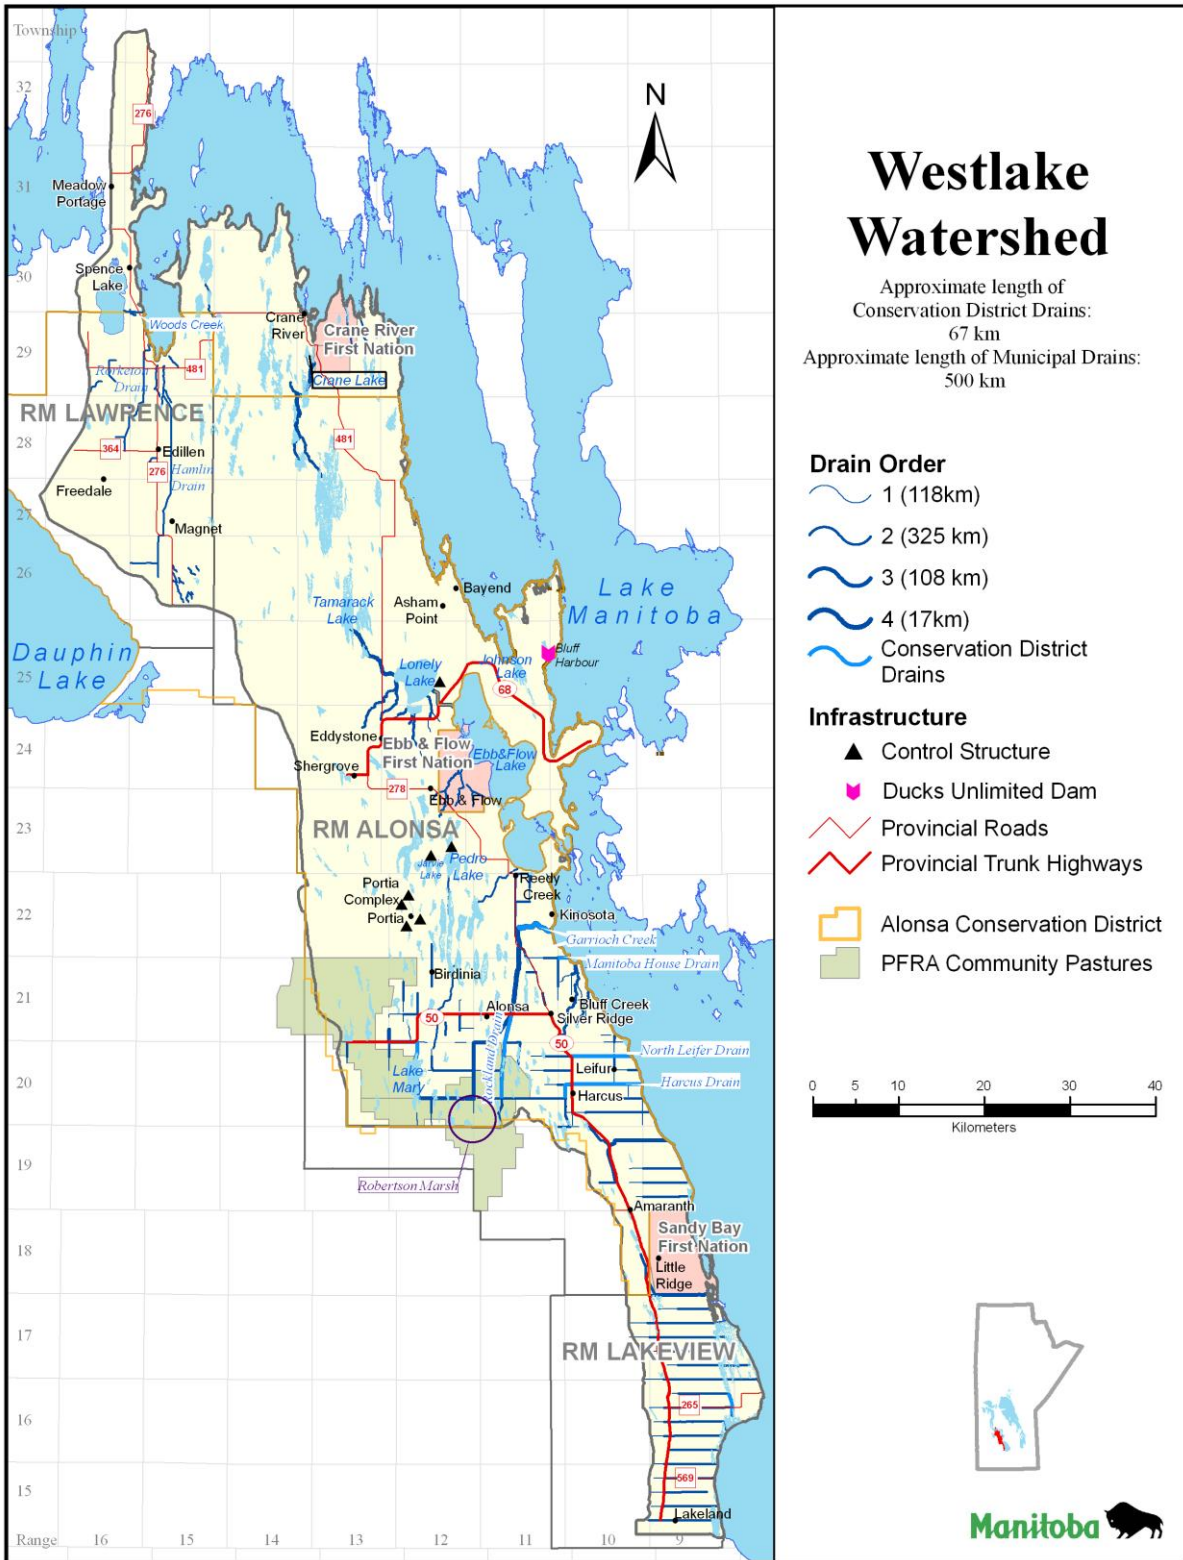 Township
32
31
30
29
28
27
26
25
24
23
22
21
20
19
18
17
16
15
Range
16
15
14
13
12
11
10
9
N
276
Meadow
Portage
Spence
Lake
Woods Creek
Crane
River
Crane River
First Nation
Crane Lake
Rorketon
Drain
481
RM LAWRENCE
364
Edillen
276
Hamlin
Drain
481
Freedale
Magnet
Bayend
Asham
Point
Tamarack
Lake
Lake
Manitoba
Dauphin
Lake
Bluff
Harbour
Lonely
Lake
Johnson
Lake
68
Eddystone
Ebb & Flow
First Nation
Ebb&Flow
Lake
Shergrove
278
Ebb & Flow
RM ALONSA
Jamie
Lake
Pedro
Lake
Reedy
Creek
Portia
Complex
Portia
Kinosota
Garrioch Creek
Manitoba House Drain
Birdinia
Bluff Creek
Alonsa
Silver Ridge
50
50
Rockland Drain
North Leifer Drain
Leifur
Lake
Mary
Harcus Drain
Harcus
Robertson Marsh
Amaranth
Sandy Bay
First Nation
Little
Ridge
RM LAKEVIEW
265
569
Lakeland
Westlake
Watershed
Approximate length of
Conservation District Drains:
67 km
Approximate length of Municipal Drains:
500 km
Drain Order
1 (118km)
2 (325 km)
3 (108 km)
4 (17km)
Conservation District
Drains
Infrastructure
Control Structure
Ducks Unlimited Dam
Provincial Roads
Provincial Trunk Highways
Alonsa Conservation District
PFRA Community Pastures
0 5 10 20 30 40
Kilometers
Manitoba